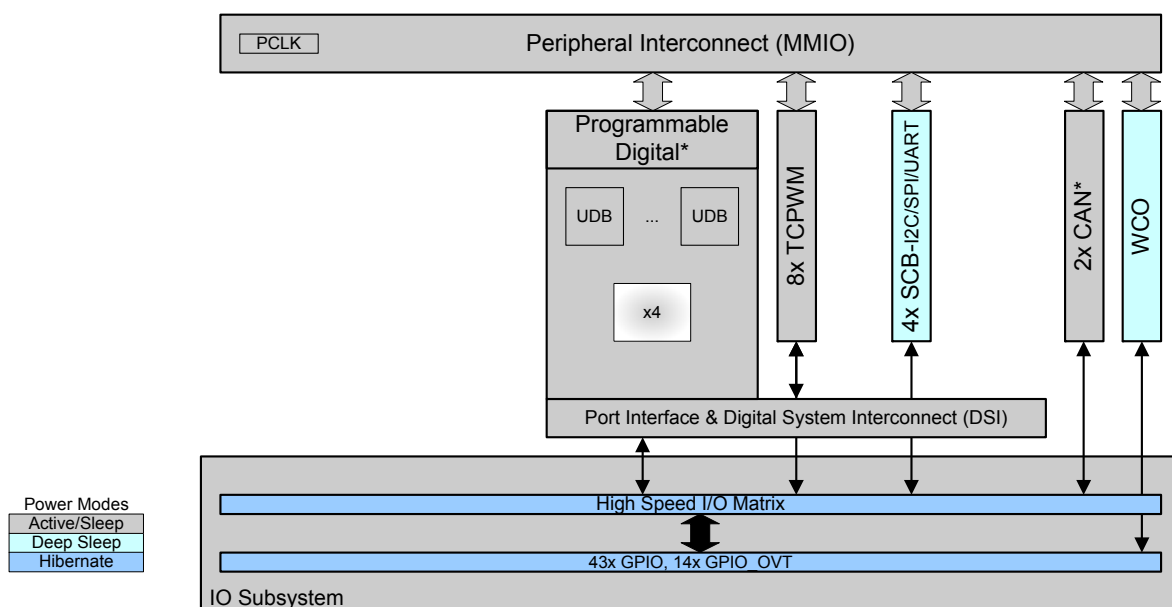 PCLK
Peripheral Interconnect (MMIO)
Programmable
Digital*
UDB
...
UDB
x4
8x TCPWM
4x SCB-I2C/SPI/UART
2x CAN*
WCO
Port Interface & Digital System Interconnect (DSI)
Power Modes
Active/Sleep
Deep Sleep
Hibernate
High Speed I/O Matrix
43x GPIO, 14x GPIO_OVT
IO Subsystem